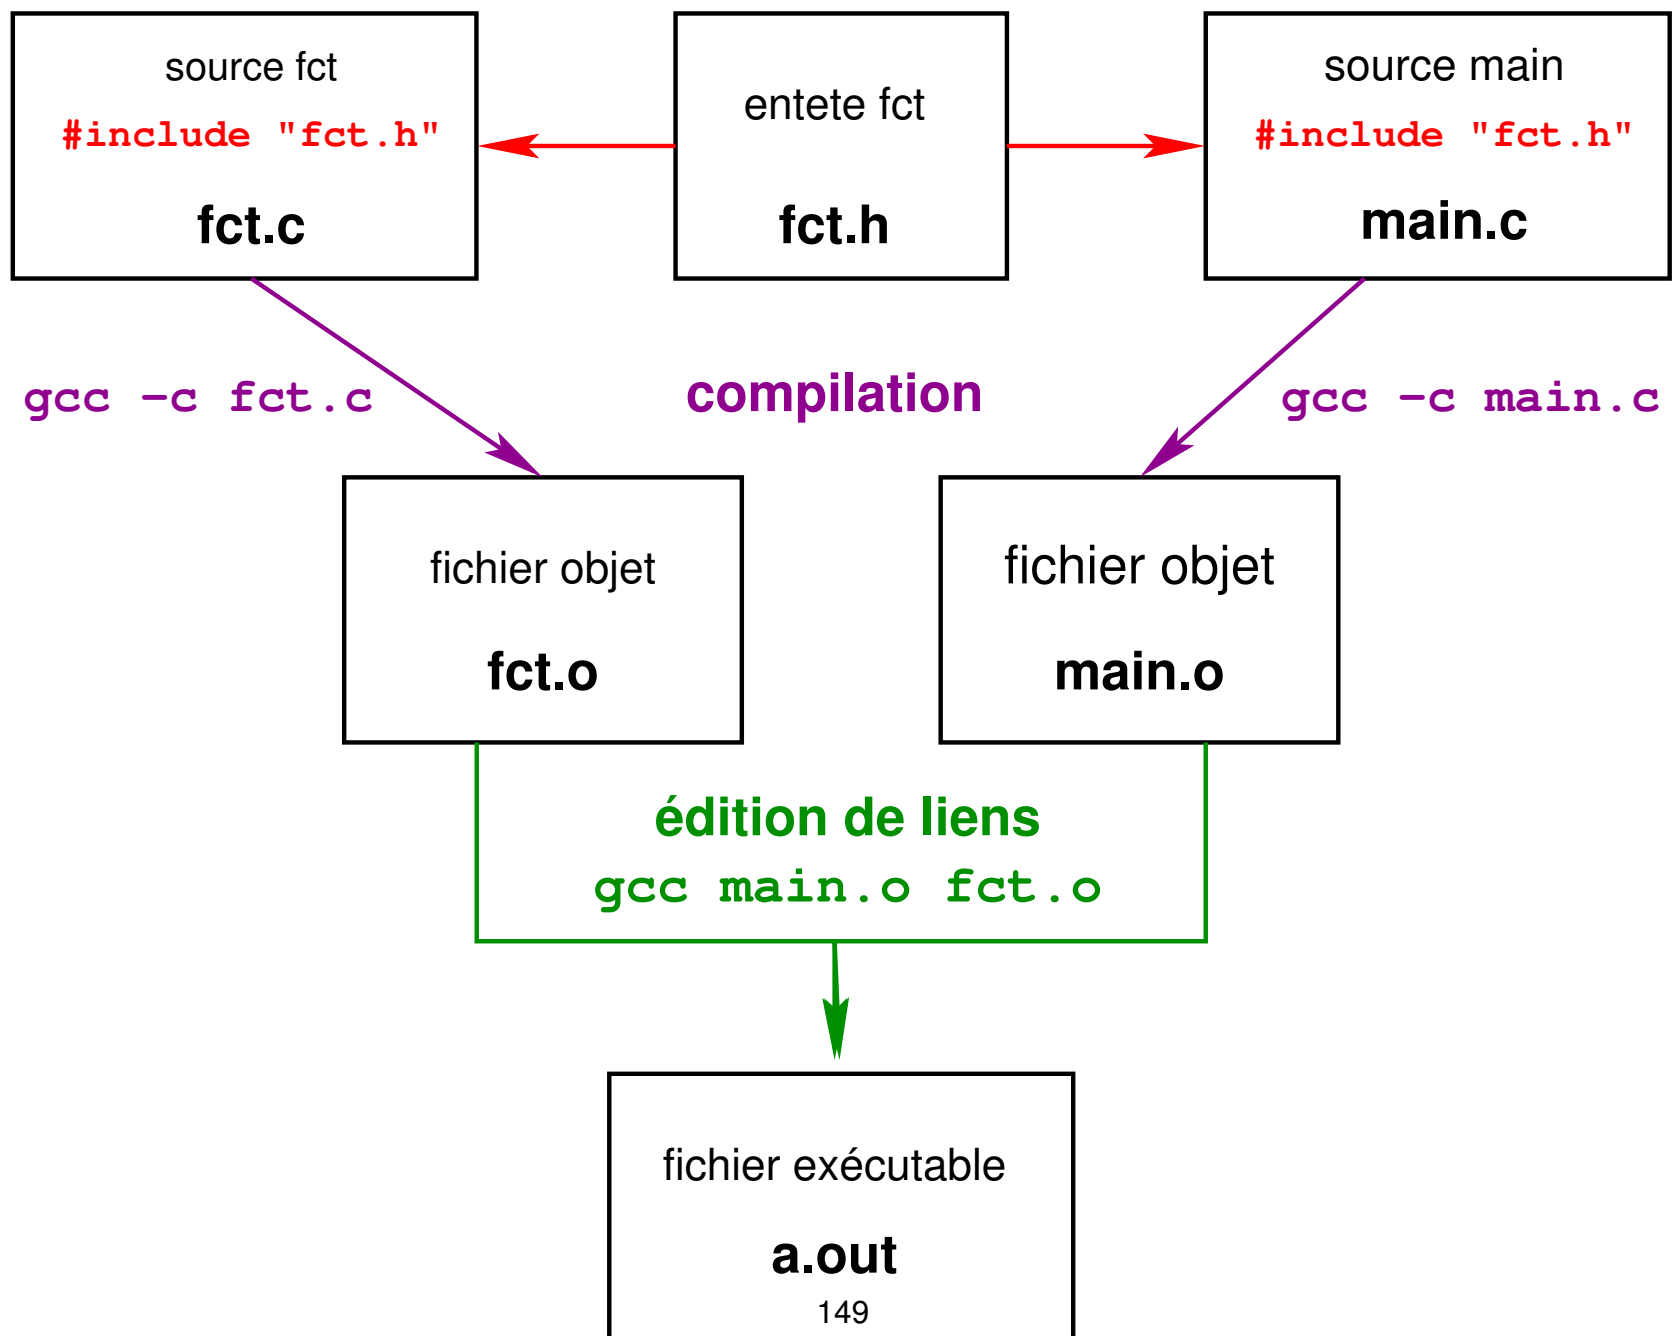 source fct
#include "fct.h"
fct.c
entete fct
fct.h
source main
#include "fct.h"
main.c
gcc -c fct.c
compilation
gcc -c main.c
fichier objet
fct.o
fichier objet
main.o
édition de liens
gcc main.o fct.o
fichier exécutable
a.out
149